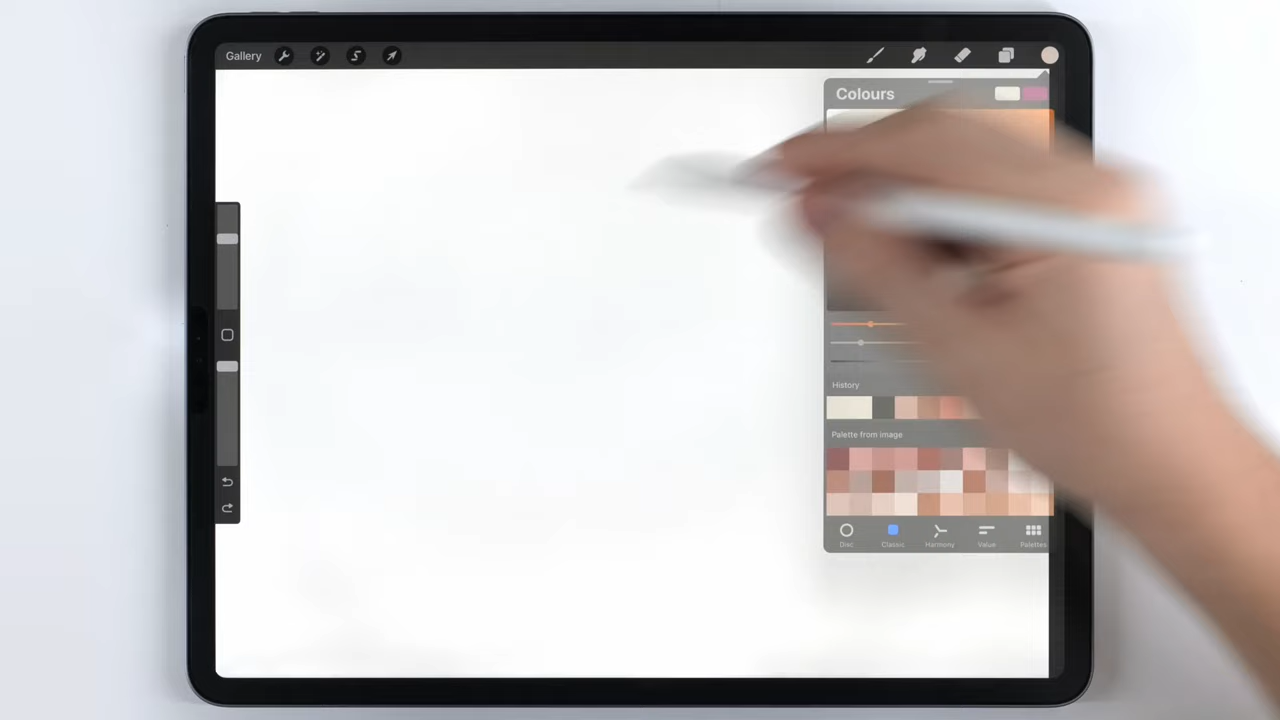 Gallery
Colours
History
Palette from image
Disc
Classic
Harmony
Value
Palettes